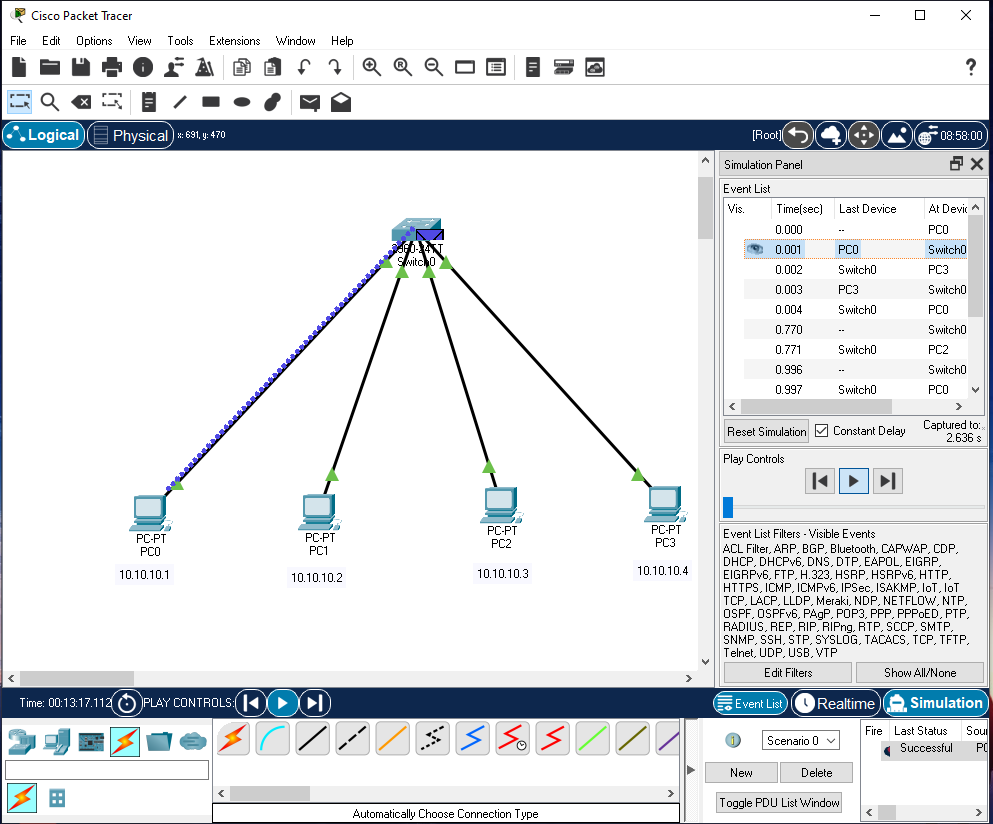 Cisco Packet Tracer
File Edit Options View Tools Extensions Window Help
?
Logical Physical x: 691, y: 470 [Root] 08:58:00
2960-24TT
Switch0
PC-PT
PC0
10.10.10.1
PC-PT
PC1
10.10.10.2
PC-PT
PC2
10.10.10.3
PC-PT
PC3
10.10.10.4
Simulation Panel
Event List
Vis. Time(sec) Last Device At Devic
0.000 -- PC0
0.001 PC0 Switch0
0.002 Switch0 PC3
0.003 PC3 Switch0
0.004 Switch0 PC0
0.770 -- Switch0
0.771 Switch0 PC2
0.996 -- Switch0
0.997 Switch0 PC0
Reset Simulation Constant Delay Captured to:
2.636 s
Play Controls
Event List Filters - Visible Events
ACL Filter, ARP, BGP, Bluetooth, CAPWAP, CDP,
DHCP, DHCPv6, DNS, DTP, EAPOL, EIGRP,
EIGRPv6, FTP, H.323, HSRP, HSRPv6, HTTP,
HTTPS, ICMP, ICMPv6, IPSec, ISAKMP, IoT, IoT
TCP, LACP, LLDP, Meraki, NDP, NETFLOW, NTP,
OSPF, OSPFv6, PAgP, POP3, PPP, PPPoED, PTP,
RADIUS, REP, RIP, RIPng, RTP, SCCP, SMTP,
SNMP, SSH, STP, SYSLOG, TACACS, TCP, TFTP,
Telnet, UDP, USB, VTP
Edit Filters Show All/None
Time: 00:13:17.112 PLAY CONTROLS: Event List Realtime Simulation
Scenario 0
New Delete
Toggle PDU List Window
Fire Last Status Sour
Successful PC
Automatically Choose Connection Type